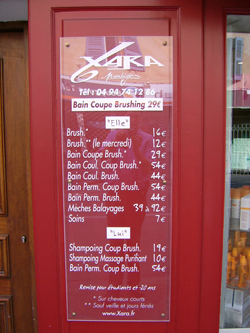 XARA
Tél : 04 94 74 12 86
Bain Coupe Brushing 29€
"Elle"
Brush.* 14€
Brush.** (le mercredi) 12€
Bain Coupe Brush.* 29€
Bain Coul. Coup Brush.* 54€
Bain Coul. Brush. 44€
Bain Perm. Coup Brush. 54€
Bain Perm. Brush. 44€
Mèches Balayages 39 x 92€
Soins 7€
"Lui"
Shampoing Coup Brush. 19€
Shampoing Massage Purifiant 10€
Bain Perm. Coup Brush. 54€
Remise pour étudiants et - 20 ans
* Sur cheveux courts
** Sauf veille et jours fériés
www.Xara.fr